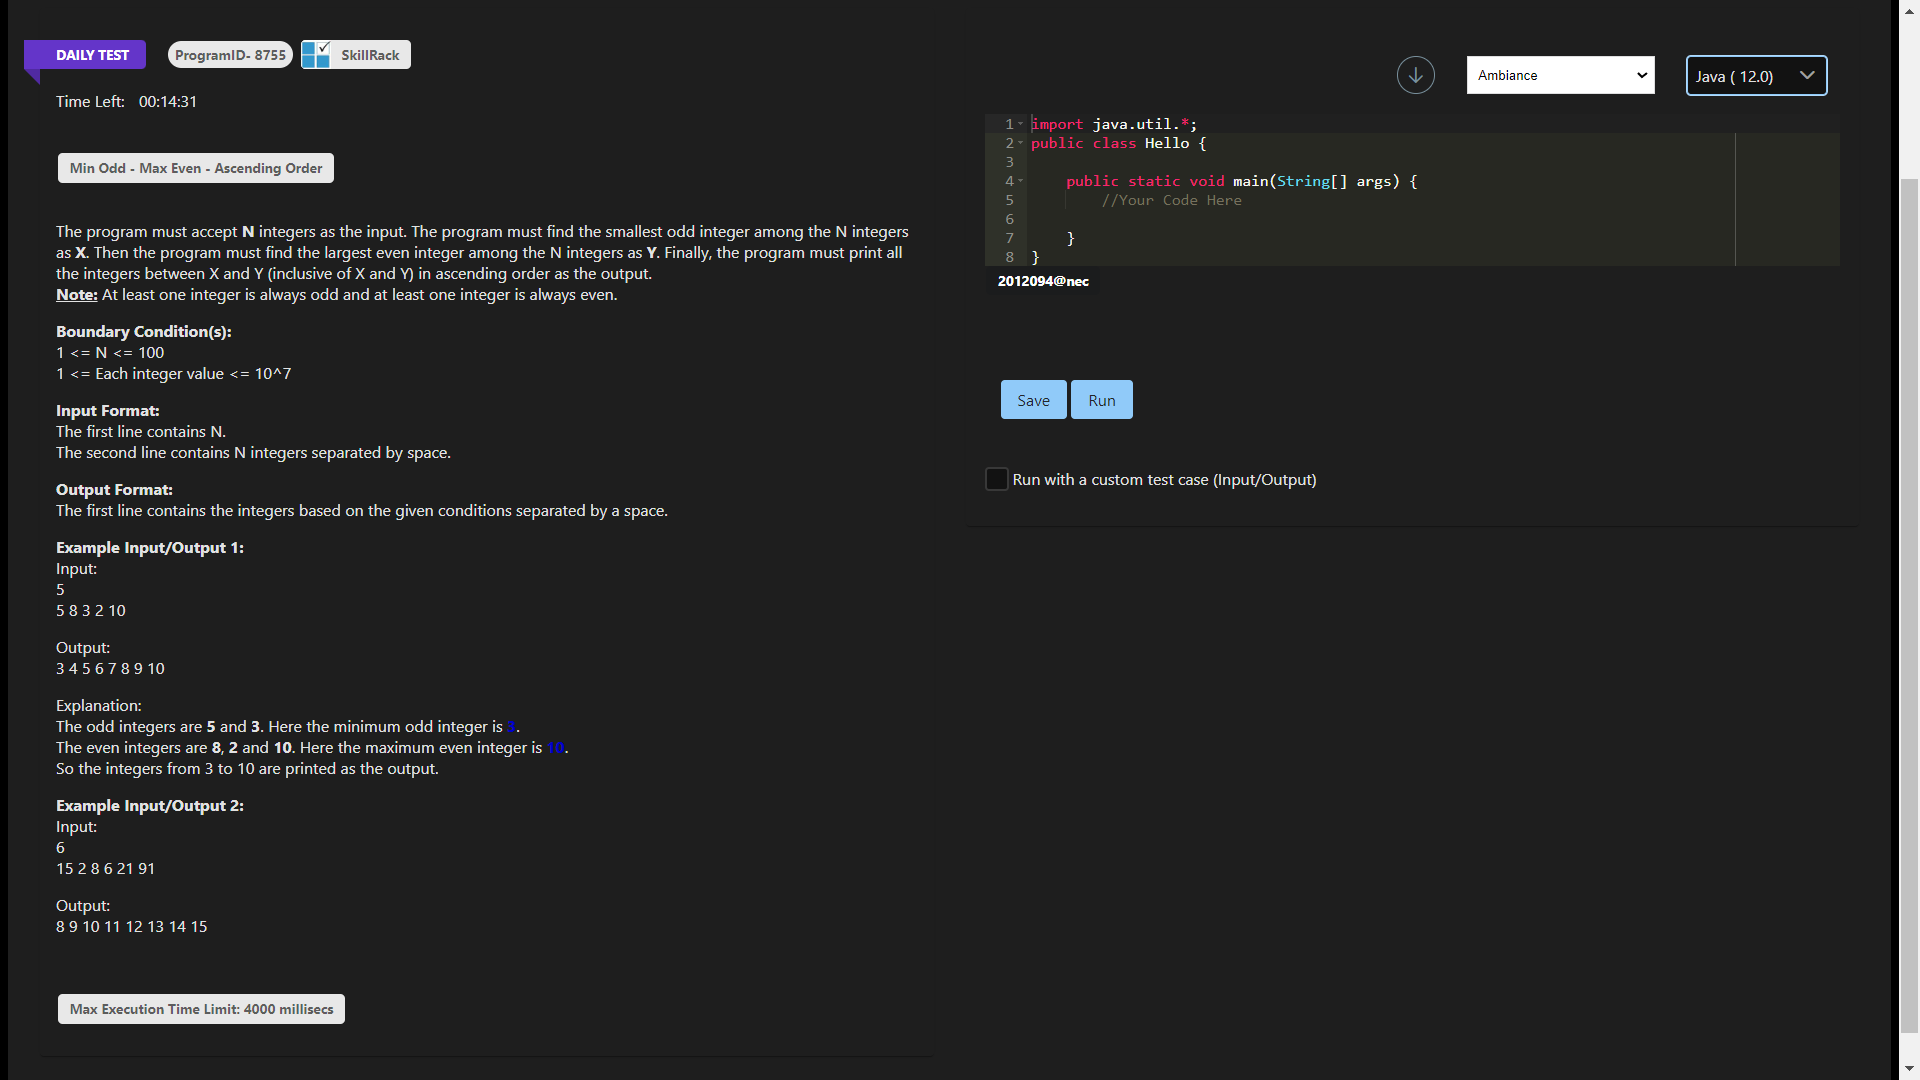 DAILY TEST
ProgramID- 8755
SkillRack
Time Left: 00:14:31
Min Odd - Max Even - Ascending Order
The program must accept N integers as the input. The program must find the smallest odd integer among the N integers
as X. Then the program must find the largest even integer among the N integers as Y. Finally, the program must print all
the integers between X and Y (inclusive of X and Y) in ascending order as the output.
Note: At least one integer is always odd and at least one integer is always even.
Boundary Condition(s):
1 <= N <= 100
1 <= Each integer value <= 10^7
Input Format:
The first line contains N.
The second line contains N integers separated by space.
Output Format:
The first line contains the integers based on the given conditions separated by a space.
Example Input/Output 1:
Input:
5
5 8 3 2 10
Output:
3 4 5 6 7 8 9 10
Explanation:
The odd integers are 5 and 3. Here the minimum odd integer is 3.
The even integers are 8, 2 and 10. Here the maximum even integer is 10.
So the integers from 3 to 10 are printed as the output.
Example Input/Output 2:
Input:
6
15 2 8 6 21 91
Output:
8 9 10 11 12 13 14 15
Max Execution Time Limit: 4000 millisecs
Ambiance
Java ( 12.0)
1 import java.util.*;
2 public class Hello {
3
4 public static void main(String[] args) {
5 //Your Code Here
6
7 }
8 }
2012094@nec
Save
Run
Run with a custom test case (Input/Output)